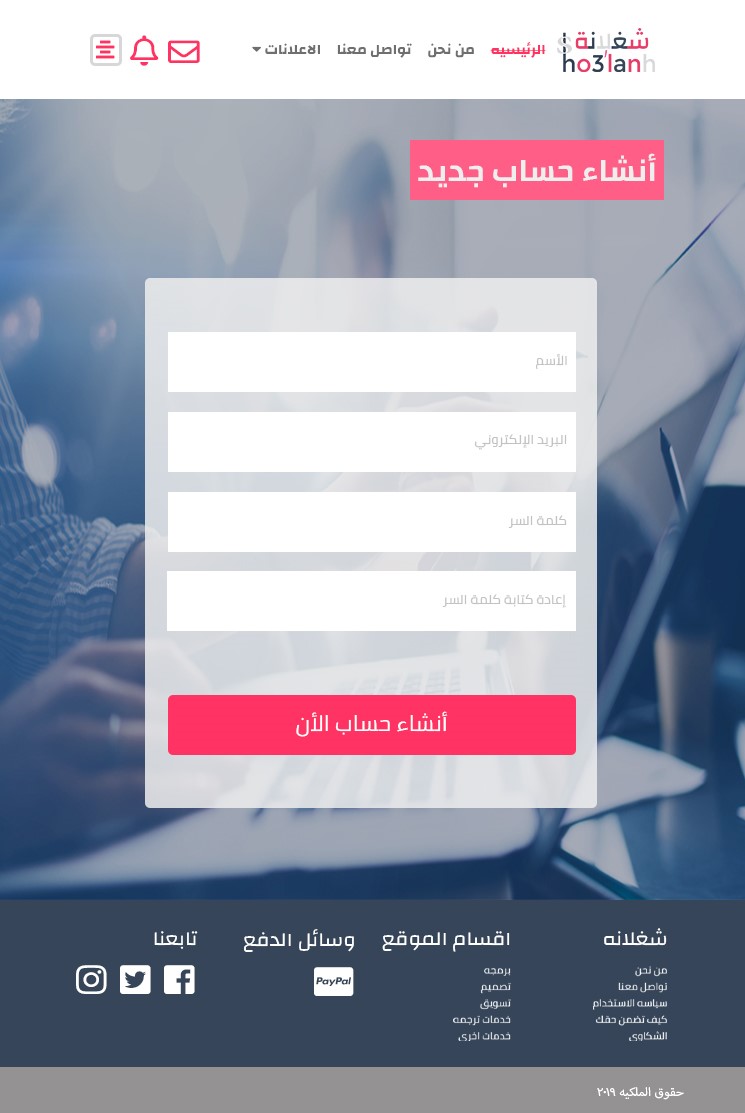 شغلانة
ho3'lanh
الرئيسيه
من نحن
تواصل معنا
الاعلانات
أنشاء حساب جديد
الأسم
البريد الإلكتروني
كلمة السر
إعادة كتابة كلمة السر
أنشاء حساب الأن
شغلانه
من نحن
تواصل معنا
سياسه الاستخدام
كيف تضمن حقك
الشكاوى
اقسام الموقع
برمجه
تصميم
تسويق
خدمات ترجمه
خدمات اخرى
وسائل الدفع
PayPal
تابعنا
حقوق الملكيه ٢٠١٩